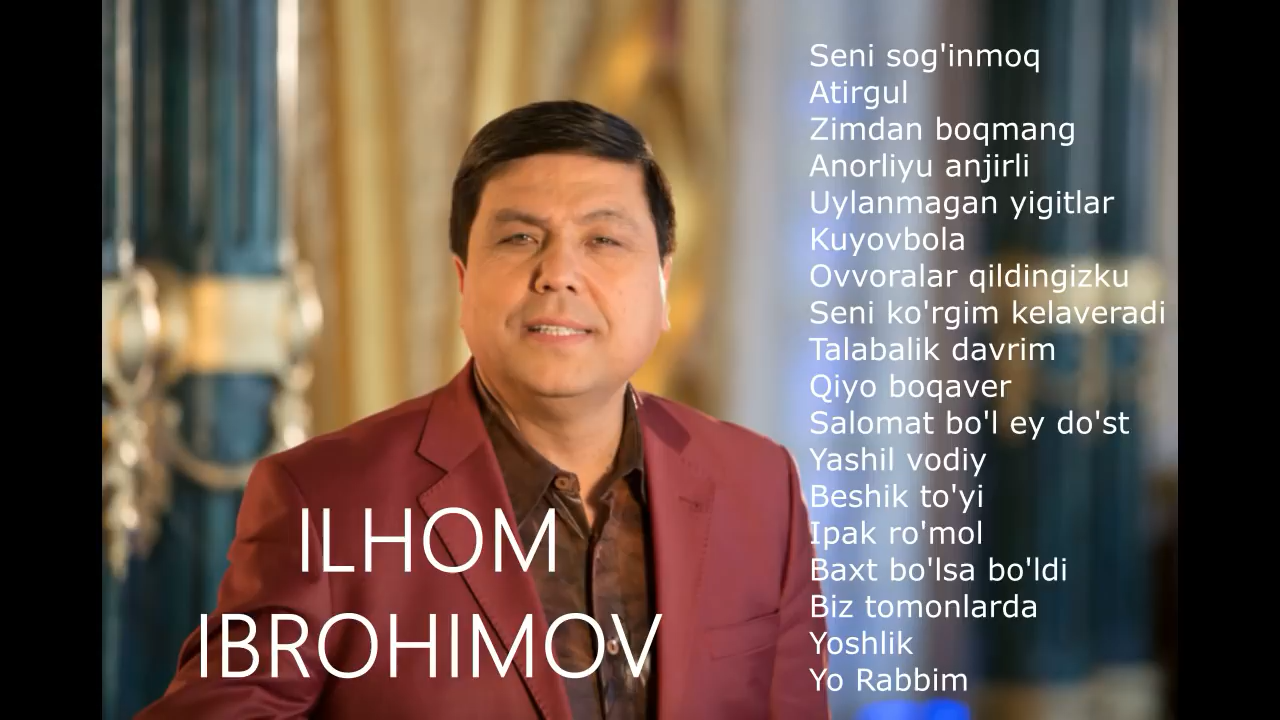 ILHOM
IBROHIMOV
Seni sog'inmoq
Atirgul
Zimdan boqmang
Anorliyu anjirli
Uylanmagan yigitlar
Kuyovbola
Ovvoralar qildingizku
Seni ko'rgim kelaveradi
Talabalik davrim
Qiyo boqaver
Salomat bo'l ey do'st
Yashil vodiy
Beshik to'yi
Ipak ro'mol
Baxt bo'lsa bo'ldi
Biz tomonlarda
Yoshlik
Yo Rabbim